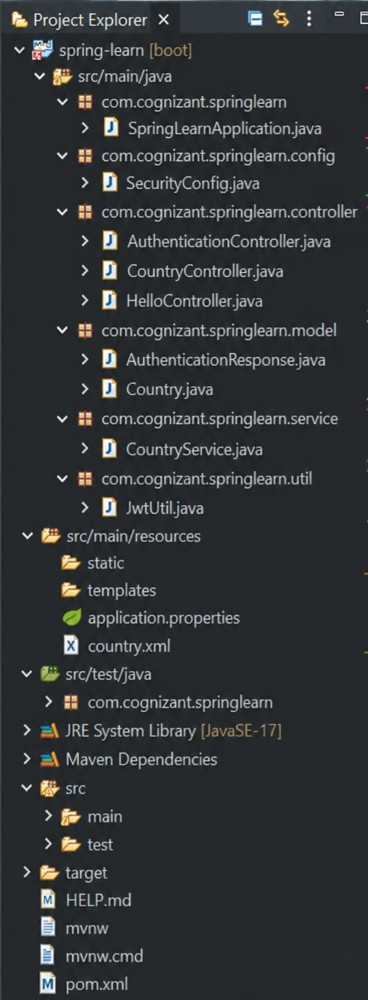 Project Explorer
spring-learn [boot]
src/main/java
com.cognizant.springlearn
SpringLearnApplication.java
com.cognizant.springlearn.config
SecurityConfig.java
com.cognizant.springlearn.controller
AuthenticationController.java
CountryController.java
HelloController.java
com.cognizant.springlearn.model
AuthenticationResponse.java
Country.java
com.cognizant.springlearn.service
CountryService.java
com.cognizant.springlearn.util
JwtUtil.java
src/main/resources
static
templates
application.properties
country.xml
src/test/java
com.cognizant.springlearn
JRE System Library [JavaSE-17]
Maven Dependencies
src
main
test
target
HELP.md
mvnw
mvnw.cmd
pom.xml